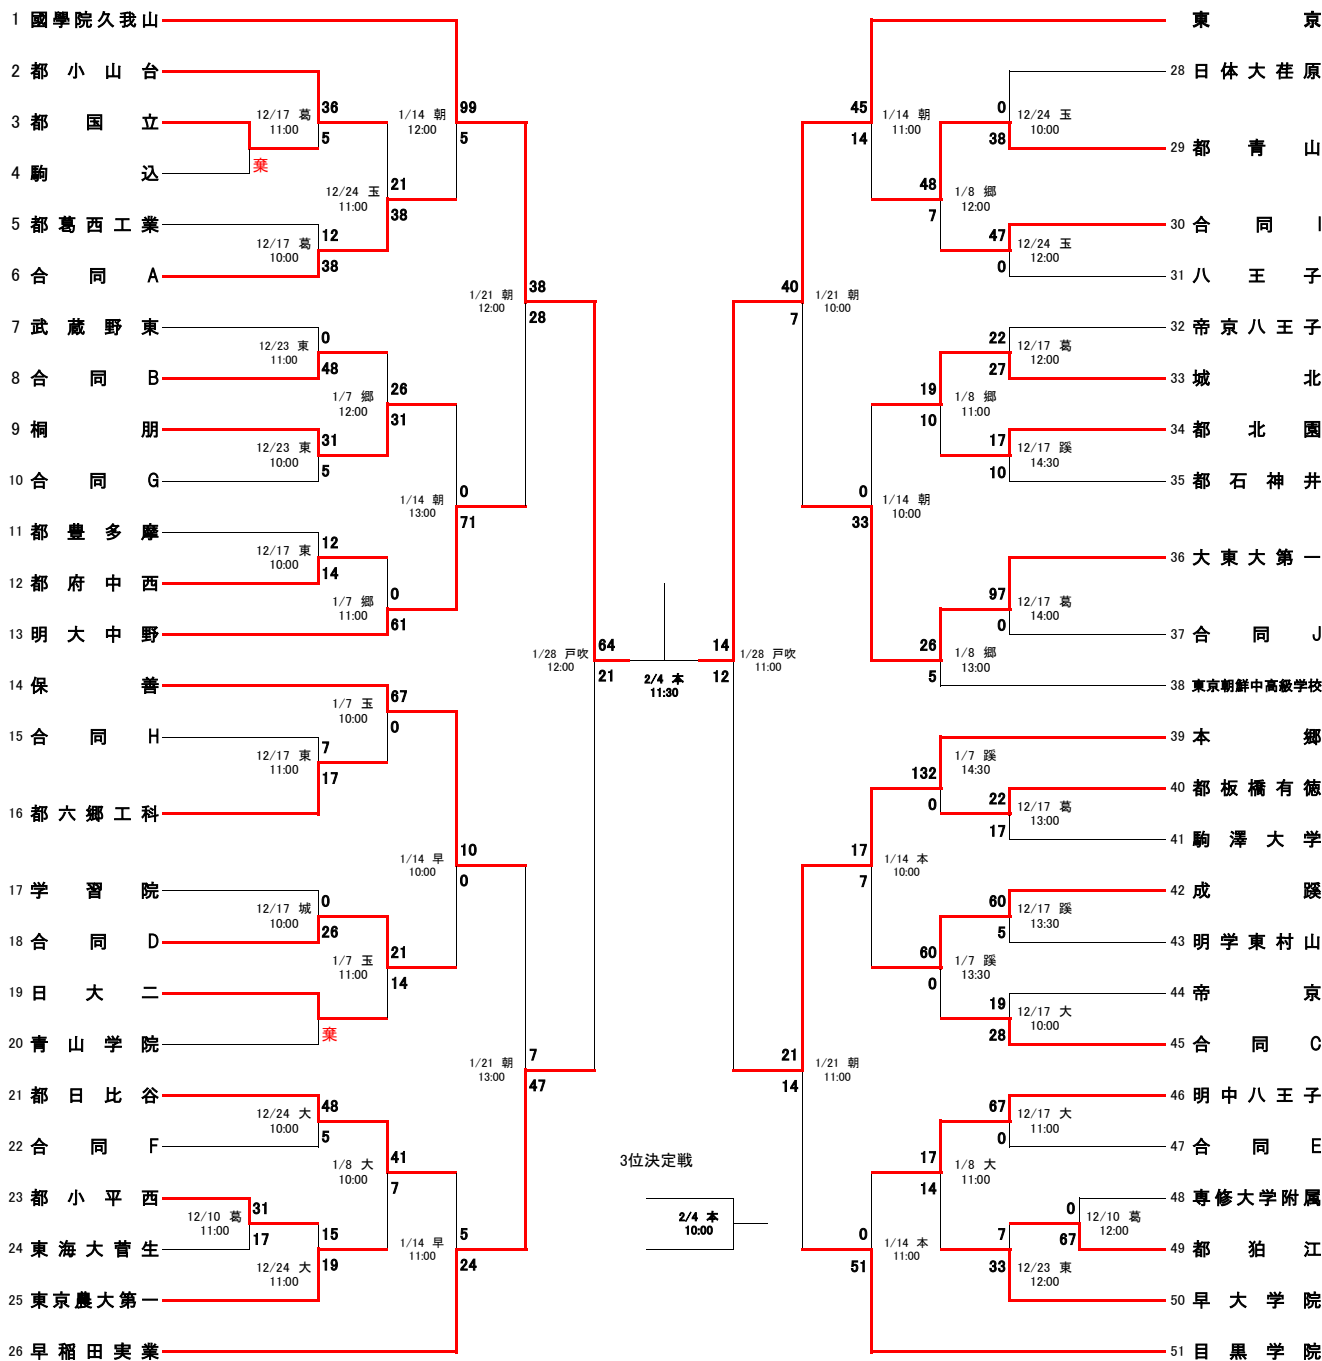 1 國學院久我山
2 都小山台
3 都国立
4 駒込
5 都葛西工業
6 合同A
7 武蔵野東
8 合同B
9 桐朋
10 合同G
11 都豊多摩
12 都府中西
13 明大中野
14 保善
15 合同H
16 都六郷工科
17 学習院
18 合同D
19 日大二
20 青山学院
21 都日比谷
22 合同F
23 都小平西
24 東海大菅生
25 東京農大第一
26 早稲田実業
12/10 葛
11:00
31
17
棄
12/17 葛
11:00
36
5
12/17 葛
10:00
12
38
12/23 東
11:00
0
48
12/23 東
10:00
31
5
12/17 東
10:00
12
14
12/17 東
11:00
7
17
12/17 城
10:00
0
26
棄
12/24 大
10:00
48
5
12/24 大
11:00
15
19
12/24 玉
11:00
21
38
1/7 郷
12:00
26
31
1/7 郷
11:00
0
61
1/7 玉
10:00
67
0
1/7 玉
11:00
21
14
1/8 大
10:00
41
7
1/14 朝
12:00
99
5
1/14 朝
13:00
0
71
1/14 早
10:00
10
0
1/14 早
11:00
5
24
1/21 朝
12:00
38
28
1/21 朝
13:00
7
47
1/28 戸吹
12:00
64
21
2/4 本
11:30
3位決定戦
2/4 本
10:00
14
12
1/28 戸吹
11:00
40
7
1/21 朝
10:00
21
14
1/21 朝
11:00
45
14
1/14 朝
11:00
0
33
1/14 朝
10:00
17
7
1/14 本
10:00
0
51
1/14 本
11:00
48
7
1/8 郷
12:00
19
10
1/8 郷
11:00
26
5
1/8 郷
13:00
132
0
1/7 蹊
14:30
60
0
1/7 蹊
13:30
17
14
1/8 大
11:00
0
38
12/24 玉
10:00
47
0
12/24 玉
12:00
22
27
12/17 葛
12:00
17
10
12/17 蹊
14:30
97
0
12/17 葛
14:00
22
17
12/17 葛
13:00
60
5
12/17 蹊
13:30
19
28
12/17 大
10:00
67
0
12/17 大
11:00
7
33
12/23 東
12:00
0
67
12/10 葛
12:00
東京
28 日体大荏原
29 都青山
30 合同I
31 八王子
32 帝京八王子
33 城北
34 都北園
35 都石神井
36 大東大第一
37 合同J
38 東京朝鮮中高級学校
39 本郷
40 都板橋有徳
41 駒澤大学
42 成蹊
43 明学東村山
44 帝京
45 合同C
46 明中八王子
47 合同E
48 専修大学附属
49 都狛江
50 早大学院
51 目黒学院